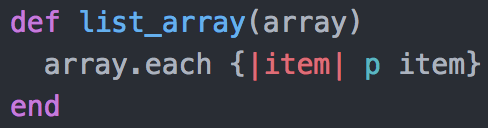 def list_array(array)
  array.each {|item| p item}
end